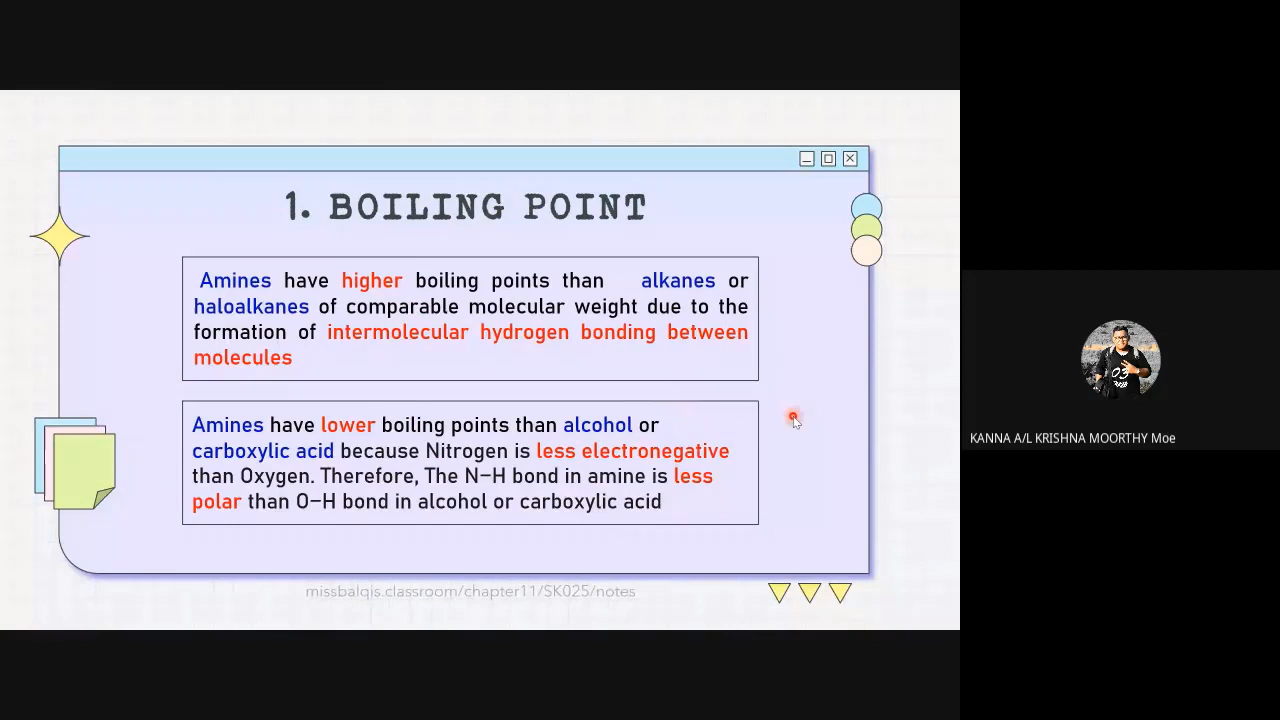 1. BOILING POINT
Amines have higher boiling points than alkanes or
haloalkanes of comparable molecular weight due to the
formation of intermolecular hydrogen bonding between
molecules
Amines have lower boiling points than alcohol or
carboxylic acid because Nitrogen is less electronegative
than Oxygen. Therefore, The N–H bond in amine is less
polar than O–H bond in alcohol or carboxylic acid
missbalqis.classroom/chapter11/SK025/notes
03
KANNA A/L KRISHNA MOORTHY Moe